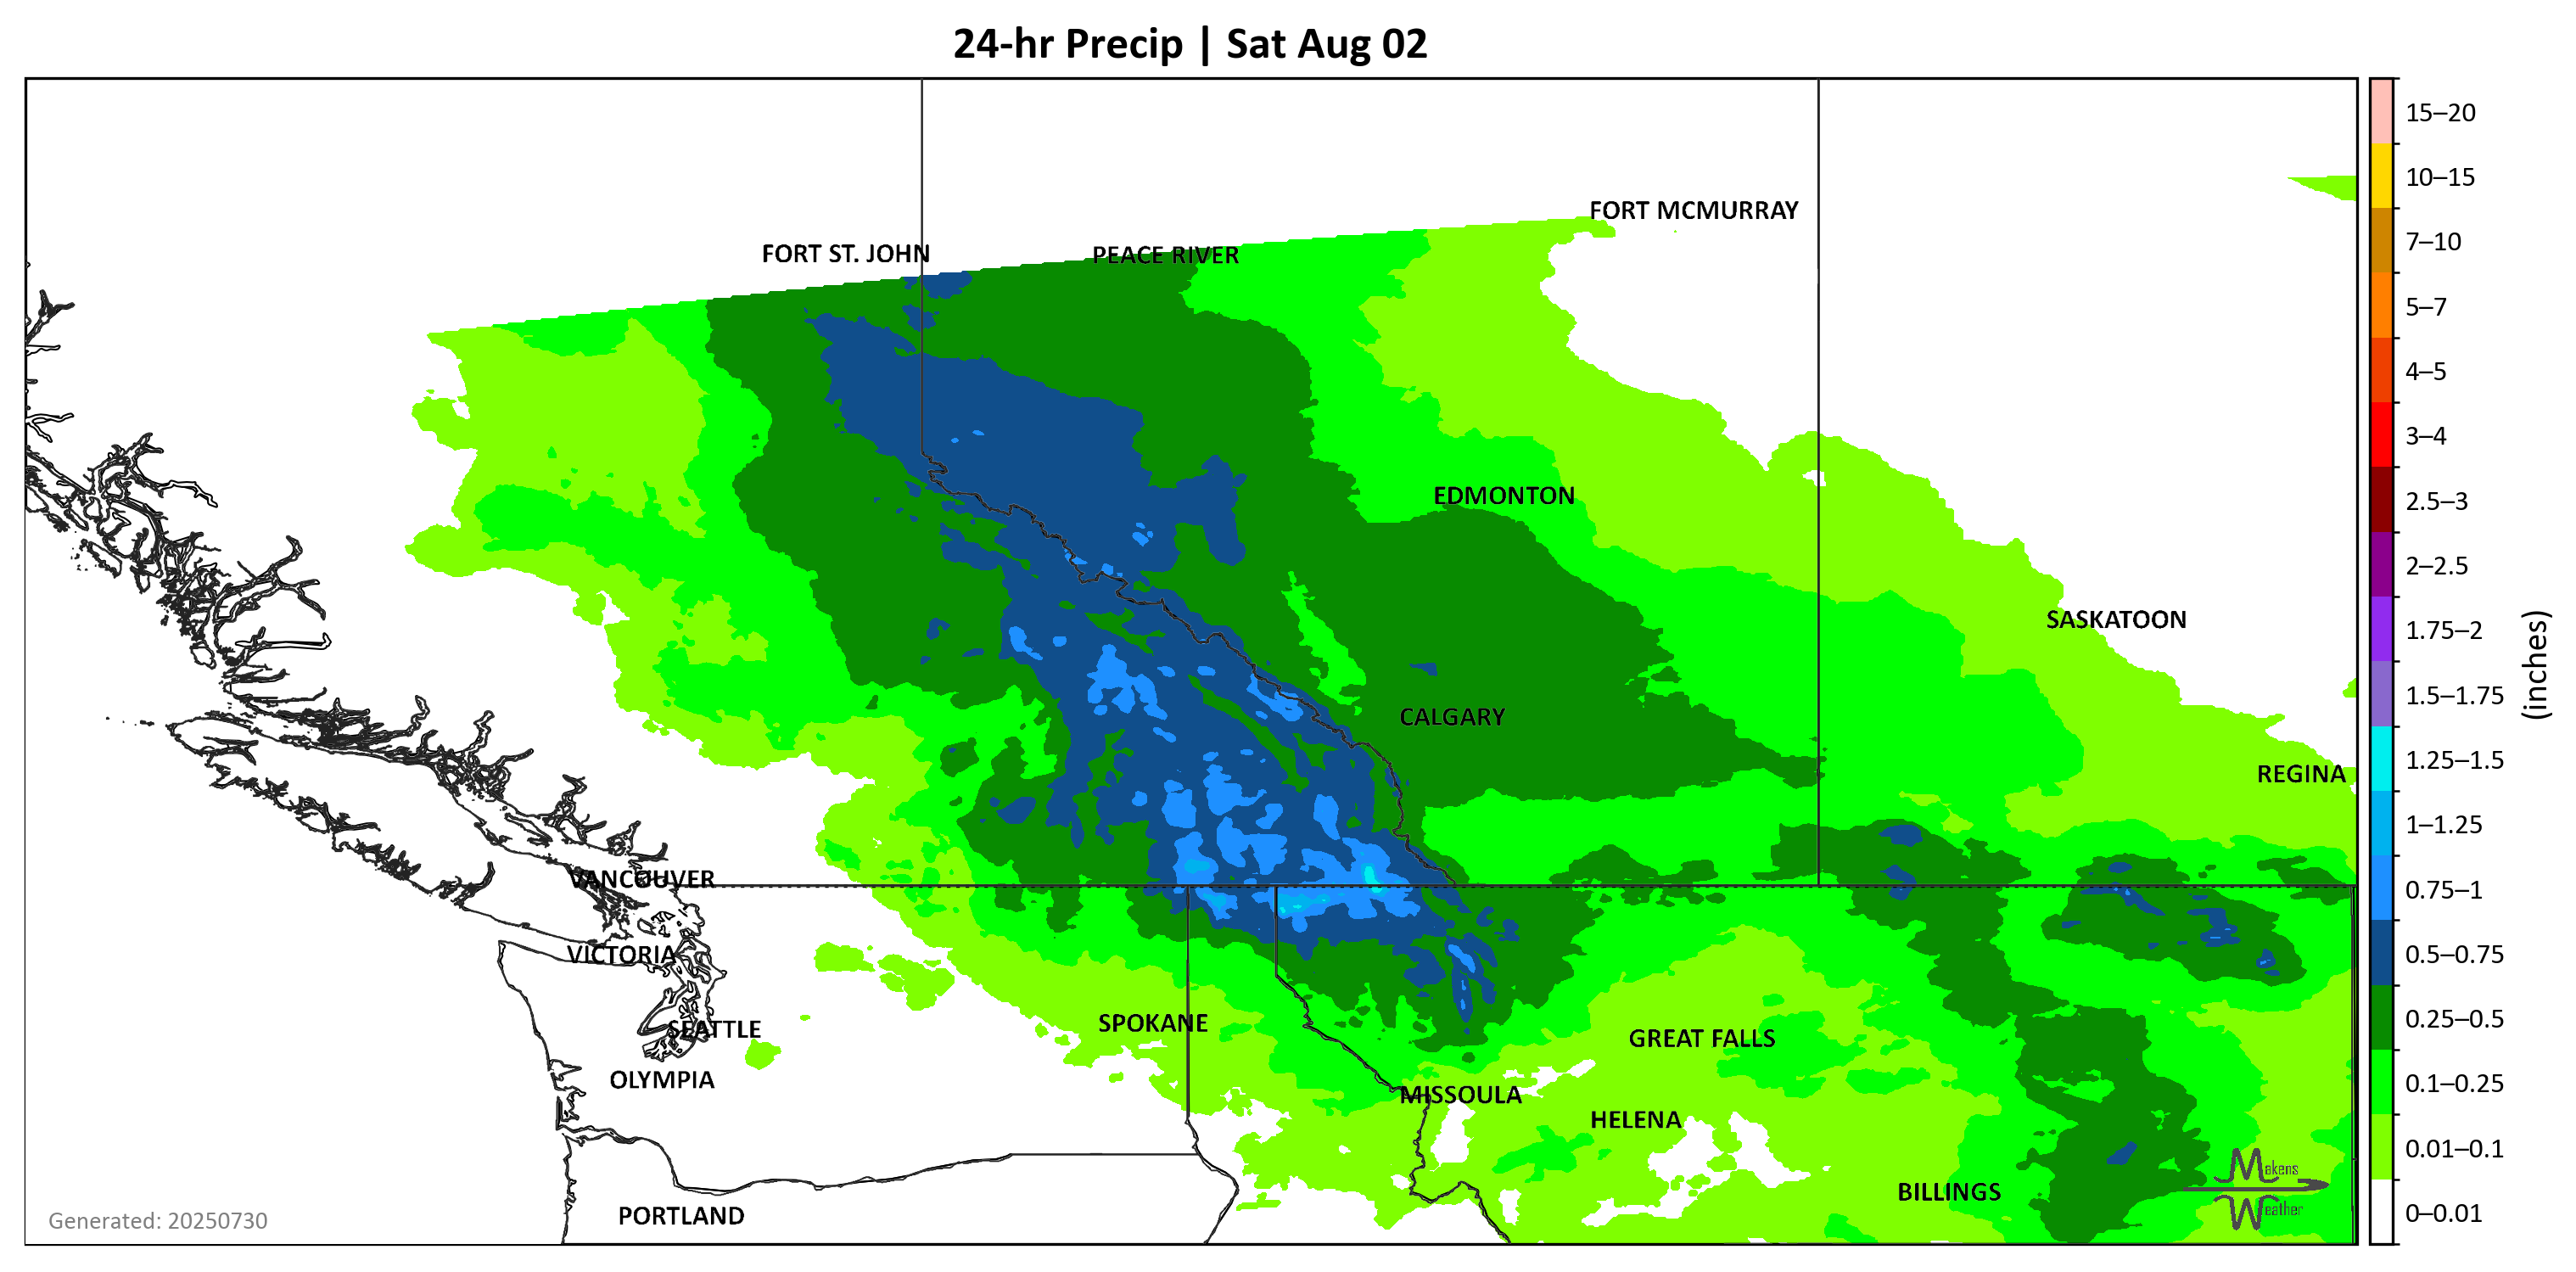 24-hr Precip | Sat Aug 02
15–20
10–15
FORT MCMURRAY
7–10
FORT ST. JOHN
PEACE RIVER
5–7
4–5
3–4
EDMONTON
2.5–3
2–2.5
SASKATOON
1.75–2
(inches)
1.5–1.75
CALGARY
1.25–1.5
REGINA
1–1.25
VANCOUVER
0.75–1
VICTORIA
0.5–0.75
SPOKANE
0.25–0.5
SEATTLE
GREAT FALLS
OLYMPIA
0.1–0.25
MISSOULA
HELENA
0.01–0.1
Makens
Weather
BILLINGS
PORTLAND
0–0.01
Generated: 20250730